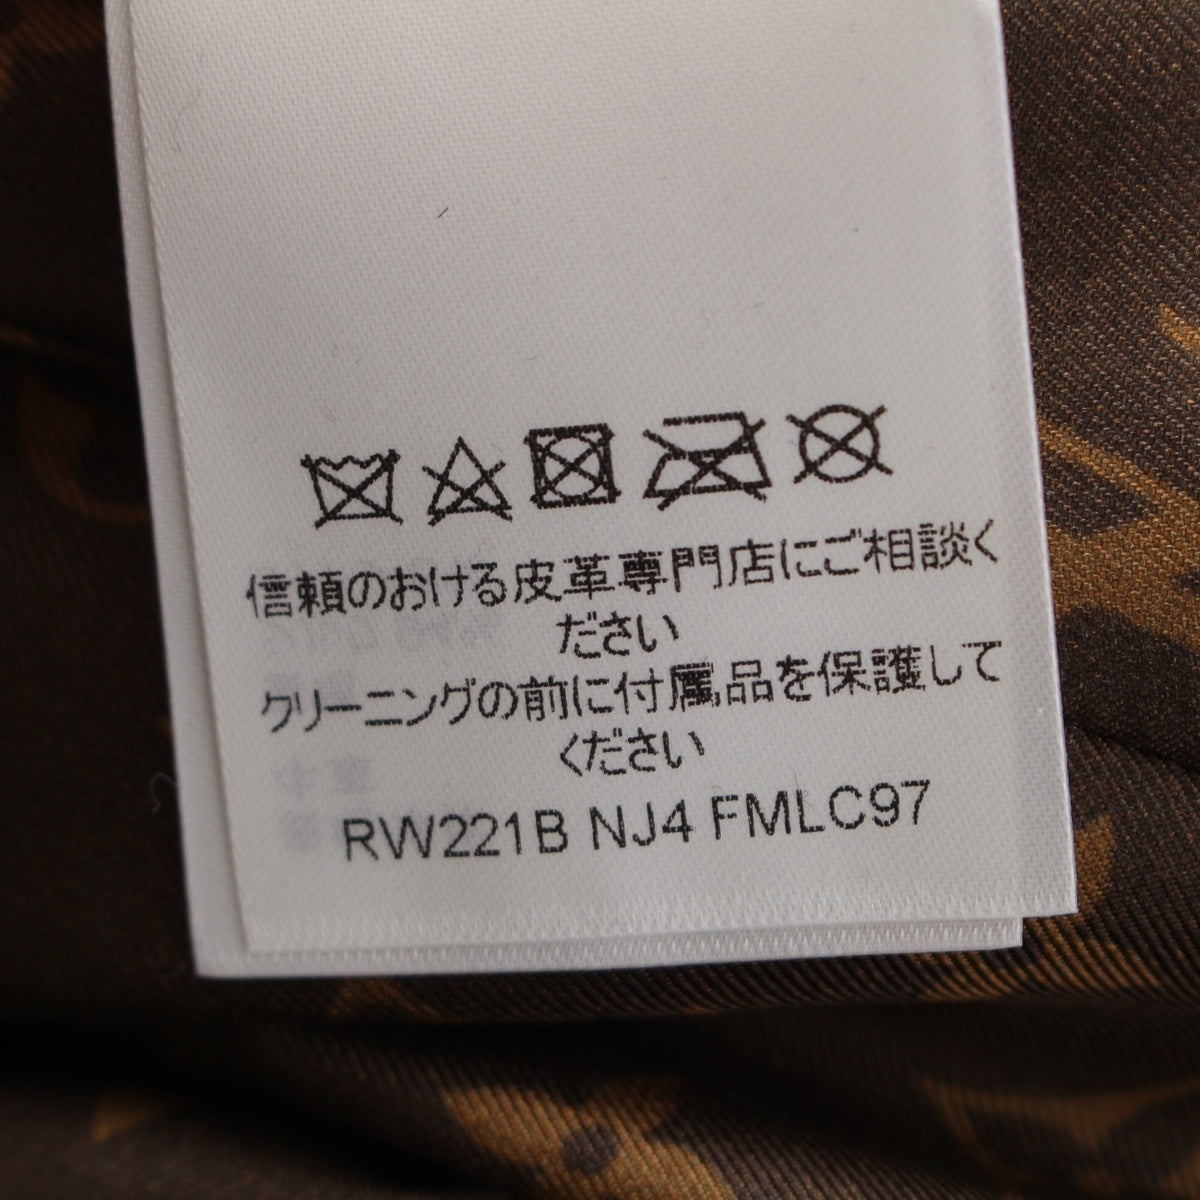 信頼のおける皮革専門店にご相談く
ださい
クリーニングの前に付属品を保護して
ください
RW221B NJ4 FMLC97